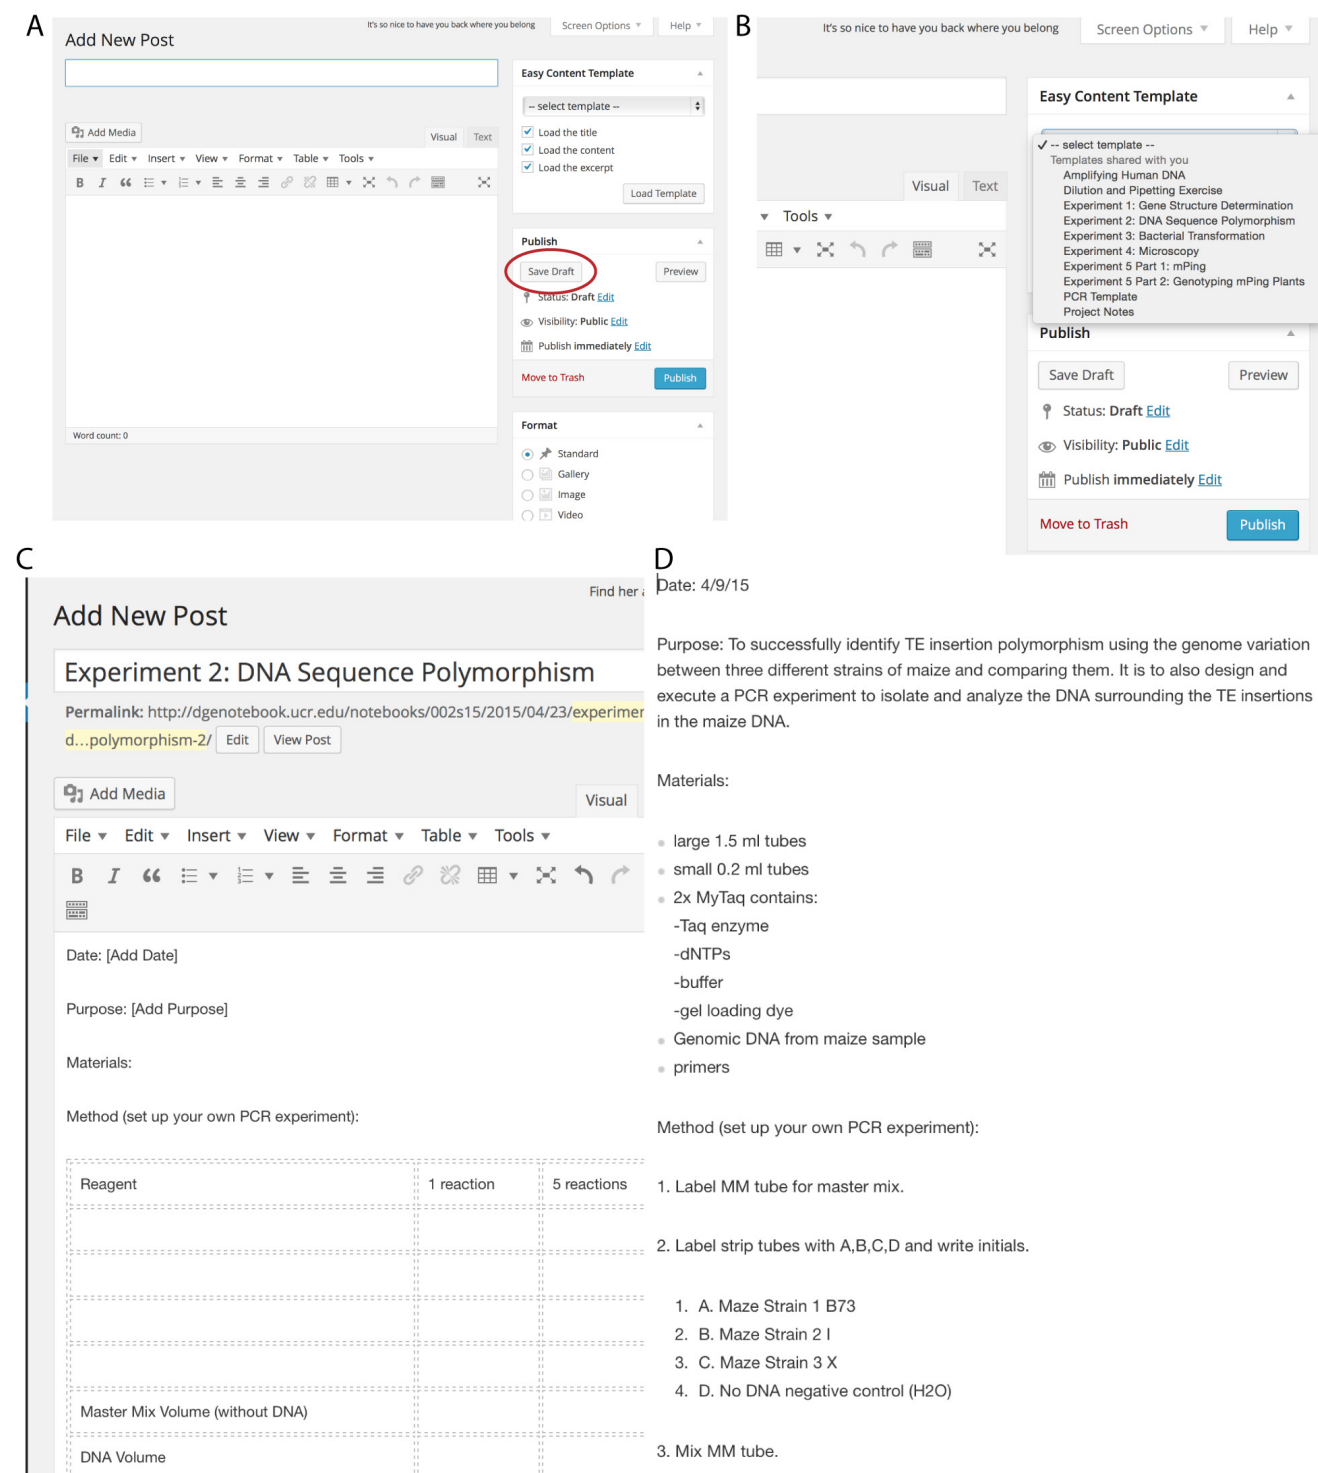 A
It's so nice to have you back where you belong
Screen Options
Help
Add New Post
Easy Content Template
-- select template --
Load the title
Load the content
Load the excerpt
Load Template
Add Media
Visual
Text
File Edit Insert View Format Table Tools
B I
Word count: 0
Publish
Save Draft
Preview
Status: Draft Edit
Visibility: Public Edit
Publish immediately Edit
Move to Trash
Publish
Format
Standard
Gallery
Image
Video
B
It's so nice to have you back where you belong
Screen Options
Help
Easy Content Template
-- select template --
Templates shared with you
Amplifying Human DNA
Dilution and Pipetting Exercise
Experiment 1: Gene Structure Determination
Experiment 2: DNA Sequence Polymorphism
Experiment 3: Bacterial Transformation
Experiment 4: Microscopy
Experiment 5 Part 1: mPing
Experiment 5 Part 2: Genotyping mPing Plants
PCR Template
Project Notes
Visual
Text
Tools
Publish
Save Draft
Preview
Status: Draft Edit
Visibility: Public Edit
Publish immediately Edit
Move to Trash
Publish
C
Find her
Add New Post
Experiment 2: DNA Sequence Polymorphism
Permalink: http://dgenotebook.ucr.edu/notebooks/002s15/2015/04/23/experimer
d...polymorphism-2/ Edit View Post
Add Media
Visual
File Edit Insert View Format Table Tools
B I
Date: [Add Date]
Purpose: [Add Purpose]
Materials:
Method (set up your own PCR experiment):
Reagent 1 reaction 5 reactions
Master Mix Volume (without DNA)
DNA Volume
D
Date: 4/9/15
Purpose: To successfully identify TE insertion polymorphism using the genome variation
between three different strains of maize and comparing them. It is to also design and
execute a PCR experiment to isolate and analyze the DNA surrounding the TE insertions
in the maize DNA.
Materials:
large 1.5 ml tubes
small 0.2 ml tubes
2x MyTaq contains:
-Taq enzyme
-dNTPs
-buffer
-gel loading dye
Genomic DNA from maize sample
primers
Method (set up your own PCR experiment):
1. Label MM tube for master mix.
2. Label strip tubes with A,B,C,D and write initials.
1. A. Maze Strain 1 B73
2. B. Maze Strain 2 I
3. C. Maze Strain 3 X
4. D. No DNA negative control (H2O)
3. Mix MM tube.